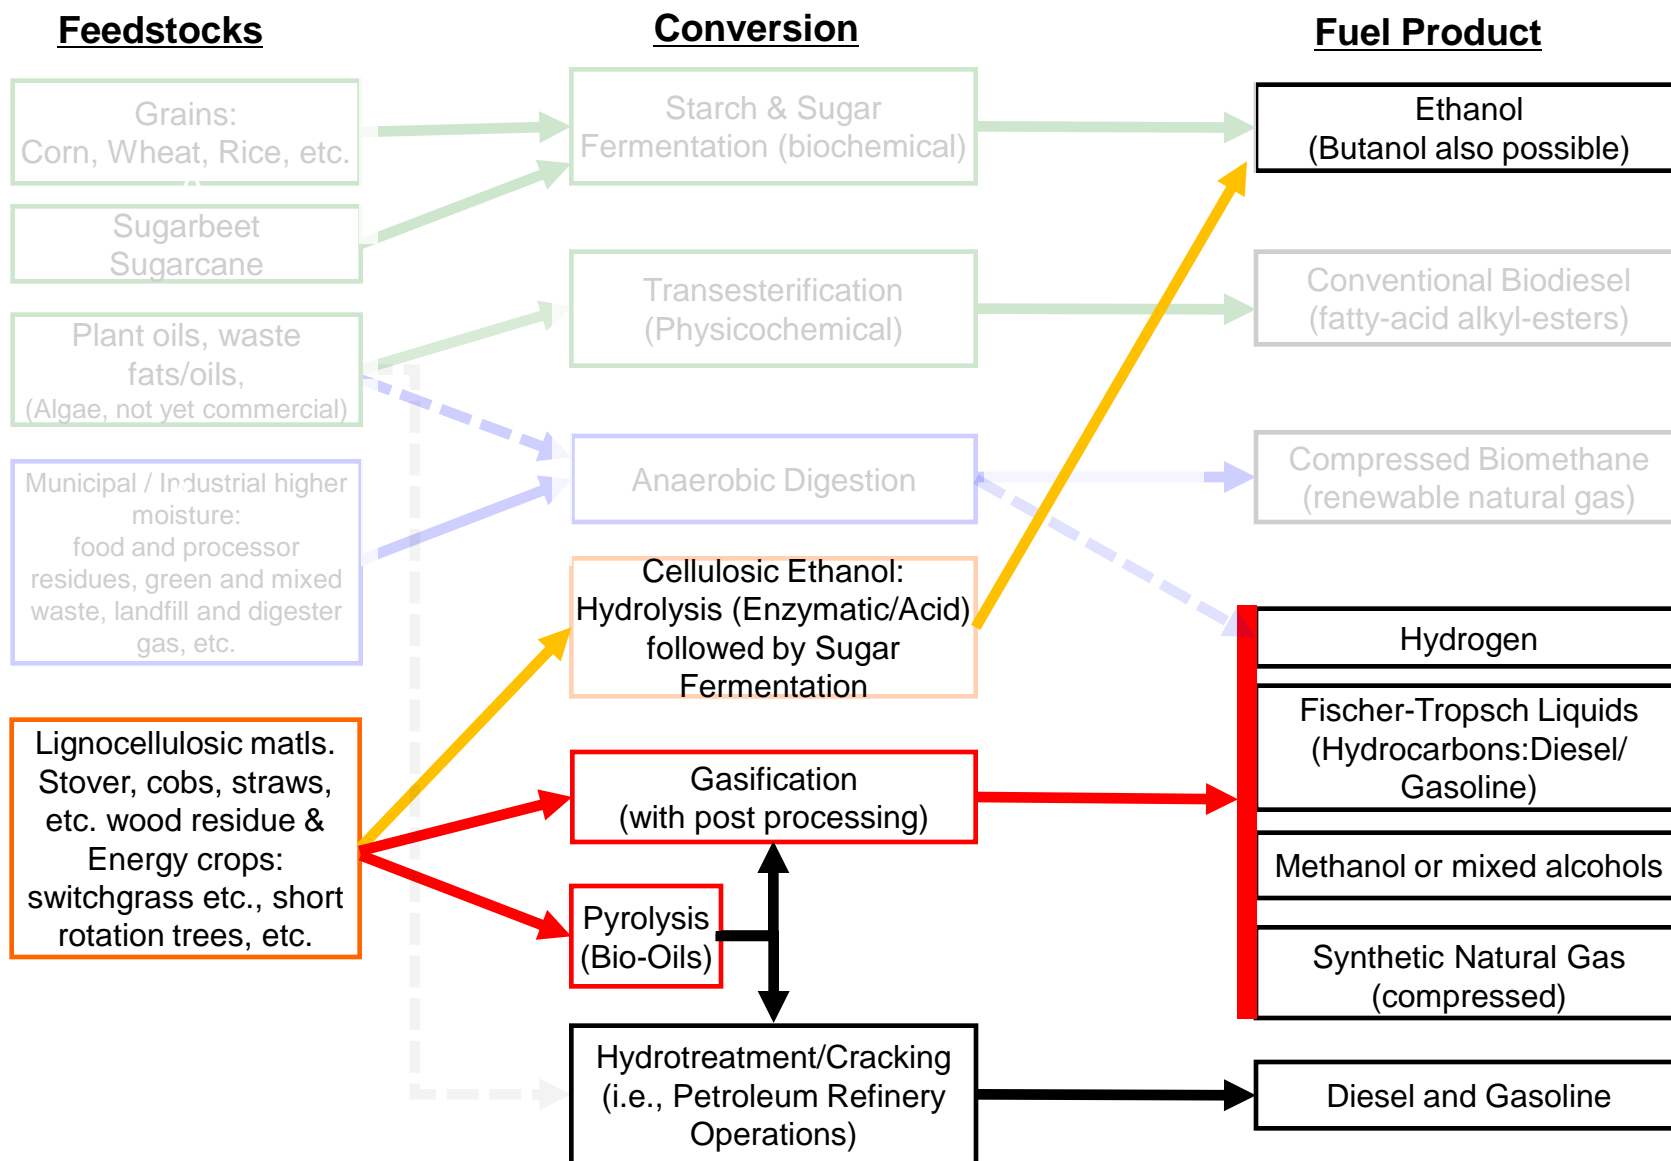 Feedstocks
Conversion
Fuel Product
Grains:
Corn, Wheat, Rice, etc.
Sugarbeet
Sugarcane
Plant oils, waste
fats/oils,
(Algae, not yet commercial)
Municipal / Industrial higher
moisture:
food and processor
residues, green and mixed
waste, landfill and digester
gas, etc.
Lignocellulosic matls.
Stover, cobs, straws,
etc. wood residue &
Energy crops:
switchgrass etc., short
rotation trees, etc.
Starch & Sugar
Fermentation (biochemical)
Transesterification
(Physicochemical)
Anaerobic Digestion
Cellulosic Ethanol:
Hydrolysis (Enzymatic/Acid)
followed by Sugar
Fermentation
Gasification
(with post processing)
Pyrolysis
(Bio-Oils)
Hydrotreatment/Cracking
(i.e., Petroleum Refinery
Operations)
Ethanol
(Butanol also possible)
Conventional Biodiesel
(fatty-acid alkyl-esters)
Compressed Biomethane
(renewable natural gas)
Hydrogen
Fischer-Tropsch Liquids
(Hydrocarbons:Diesel/
Gasoline)
Methanol or mixed alcohols
Synthetic Natural Gas
(compressed)
Diesel and Gasoline